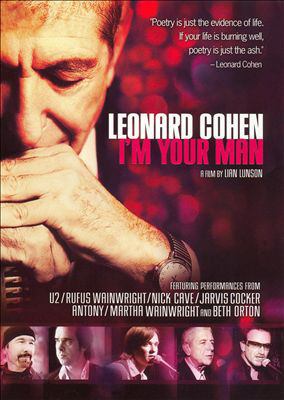 "Poetry is just the evidence of life.
If your life is burning well,
poetry is just the ash."
– Leonard Cohen
LEONARD COHEN
I'M YOUR MAN
A FILM BY LIAN LUNSON
FEATURING PERFORMANCES FROM
U2/RUFUS WAINWRIGHT/NICK CAVE/JARVIS COCKER
ANTONY/MARTHA WAINWRIGHT AND BETH ORTON